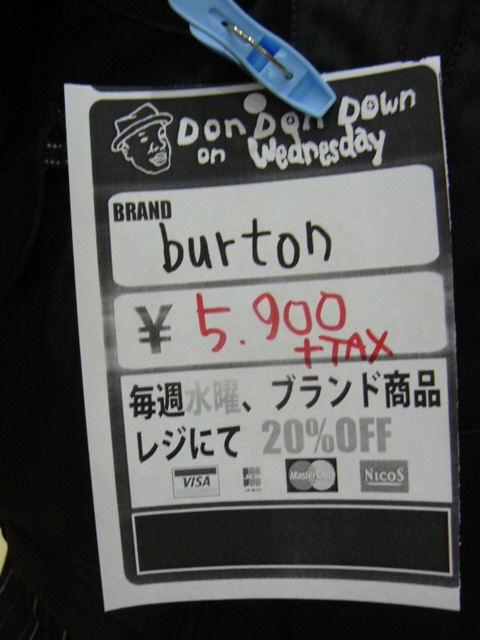 Don Don Down
on Wednesday
BRAND
burton
¥ 5.900
+TAX
毎週水曜、ブランド商品
レジにて 20%OFF
VISA JCB MasterCard NICOS